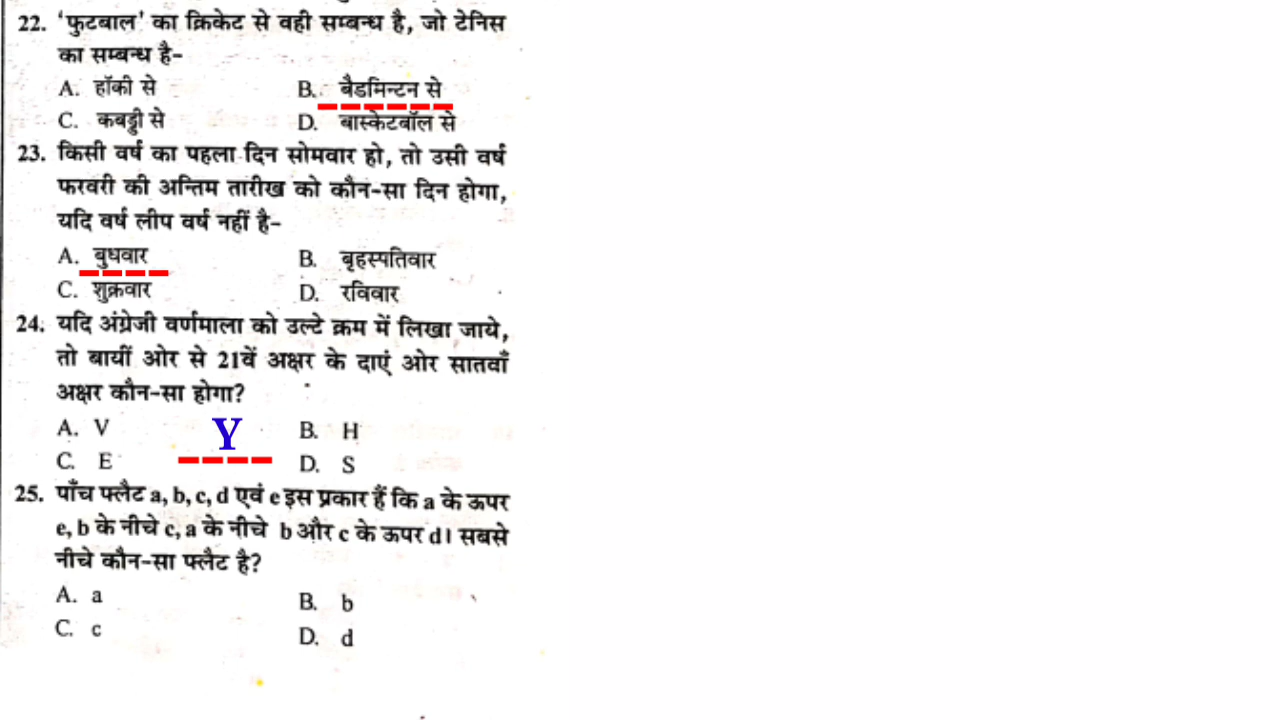 22. 'फुटबाल' का क्रिकेट से वही सम्बन्ध है, जो टेनिस
का सम्बन्ध है-
A. हॉकी से B. बैडमिन्टन से
C. कबड्डी से D. बास्केटबॉल से
23. किसी वर्ष का पहला दिन सोमवार हो, तो उसी वर्ष
फरवरी की अन्तिम तारीख को कौन-सा दिन होगा,
यदि वर्ष लीप वर्ष नहीं है-
A. बुधवार B. बृहस्पतिवार
C. शुक्रवार D. रविवार
24. यदि अंग्रेजी वर्णमाला को उल्टे क्रम में लिखा जाये,
तो बायीं ओर से 21वें अक्षर के दाएं ओर सातवाँ
अक्षर कौन-सा होगा?
A. V Y B. H
C. E D. S
25. पाँच फ्लैट a, b, c, d एवं e इस प्रकार हैं कि a के ऊपर
e, b के नीचे c, a के नीचे b और c के ऊपर d। सबसे
नीचे कौन-सा फ्लैट है?
A. a B. b
C. c D. d